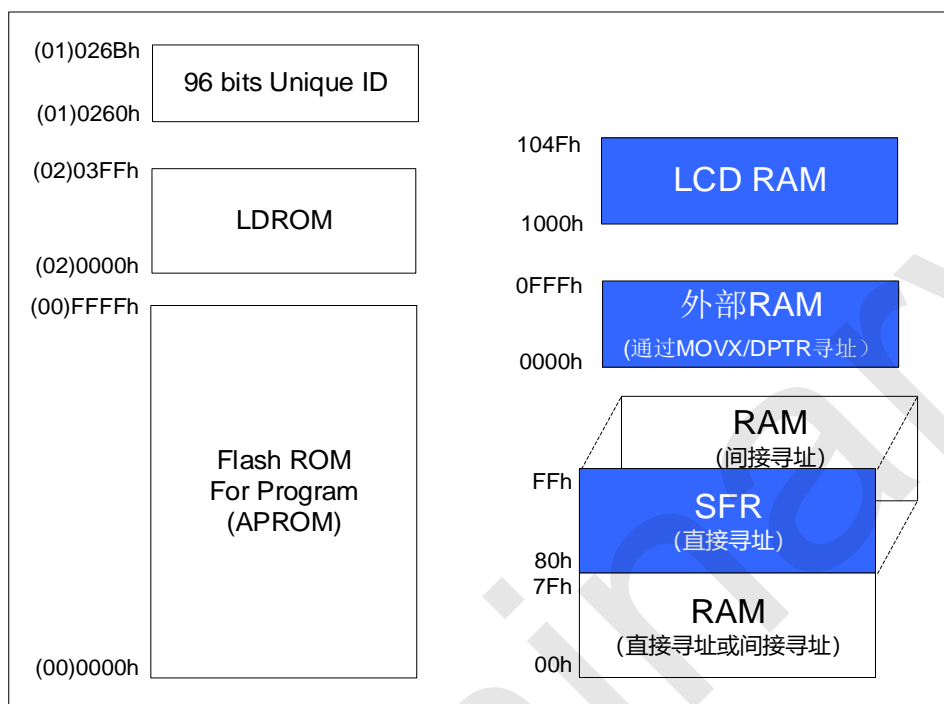 (01)026Bh
96 bits Unique ID
(01)0260h
(02)03FFh
LDROM
(02)0000h
(00)FFFFh
Flash ROM
For Program
(APROM)
(00)0000h
104Fh
LCD RAM
1000h
0FFFh
外部RAM
(通过MOVX/DPTR寻址）
0000h
RAM
(间接寻址)
FFh
SFR
(直接寻址)
80h
7Fh
RAM
(直接寻址或间接寻址)
00h